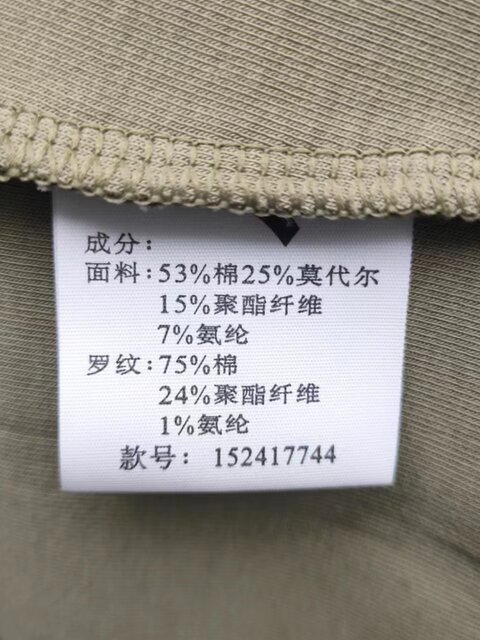 成分:
面料:53%棉25%莫代尔
15%聚酯纤维
7%氨纶
罗纹:75%棉
24%聚酯纤维
1%氨纶
款号: 152417744